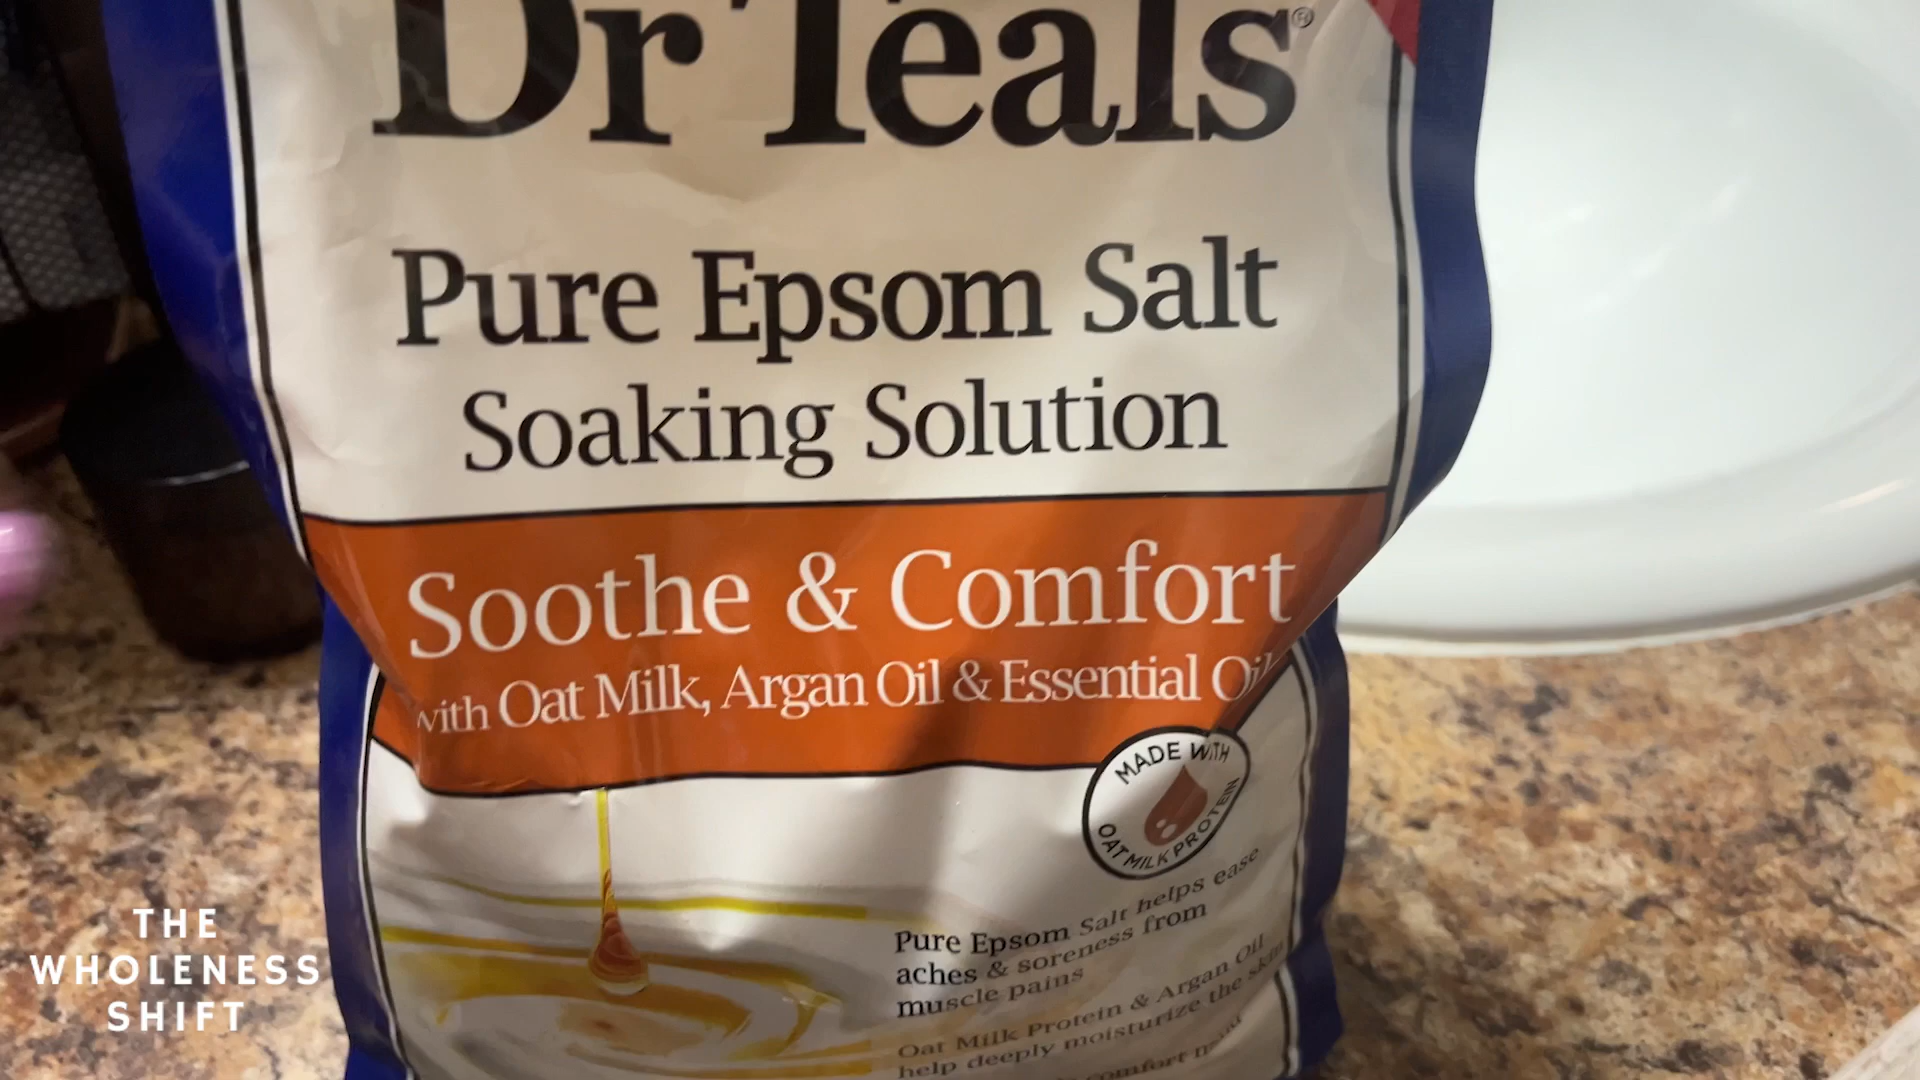 Dr Teals®
Pure Epsom Salt
Soaking Solution
Soothe & Comfort
with Oat Milk, Argan Oil & Essential Oil
MADE WITH
OAT MILK PROTEIN
Pure Epsom Salt helps ease
aches & soreness from
muscle pains
Oat Milk Protein & Argan Oil
help deeply moisturize the skin
comfort
THE
WHOLENESS
SHIFT